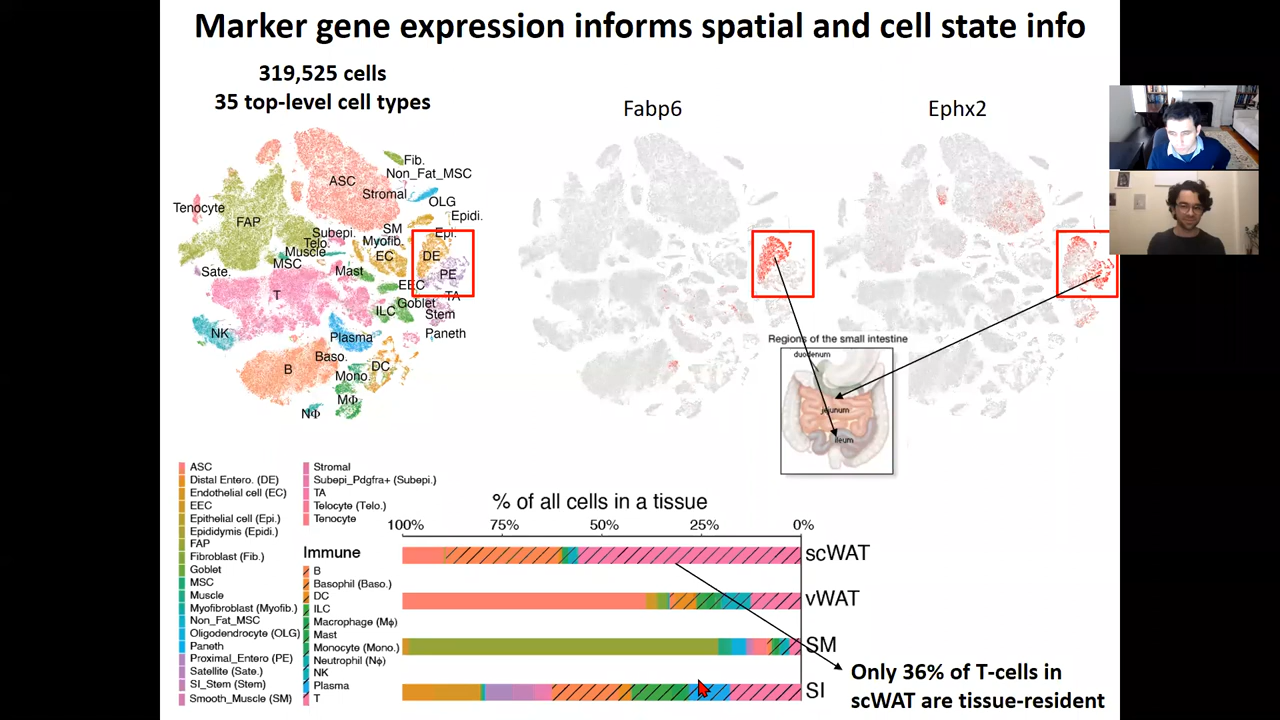 Marker gene expression informs spatial and cell state info
319,525 cells
35 top-level cell types
Fabp6
Ephx2
Fib.
Non_Fat_MSC
ASC
Stromal
OLG
Tenocyte
FAP
Epidi.
SM
Subepi.
Epi.
Myofib.
Telo.
Muscle
EC
DE
MSC
Sate.
Mast
PE
EEC
T
TA
Goblet
ILC
Stem
NK
Plasma
Paneth
Baso.
B
DC
Mono.
MΦ
NΦ
Regions of the small intestine
duodenum
jejunum
ileum
ASC
Distal Entero. (DE)
Endothelial cell (EC)
EEC
Epithelial cell (Epi.)
Epididymis (Epidi.)
FAP
Fibroblast (Fib.)
Goblet
MSC
Muscle
Myofibroblast (Myofib.)
Non_Fat_MSC
Oligodendrocyte (OLG)
Paneth
Proximal_Entero (PE)
Satellite (Sate.)
SI_Stem (Stem)
Smooth_Muscle (SM)
Stromal
Subepi_Pdgfra+ (Subepi.)
TA
Telocyte (Telo.)
Tenocyte
Immune
B
Basophil (Baso.)
DC
ILC
Macrophage (Mϕ)
Mast
Monocyte (Mono.)
Neutrophil (Nϕ)
NK
Plasma
T
% of all cells in a tissue
100% 75% 50% 25% 0%
scWAT
vWAT
SM
SI
Only 36% of T-cells in
scWAT are tissue-resident